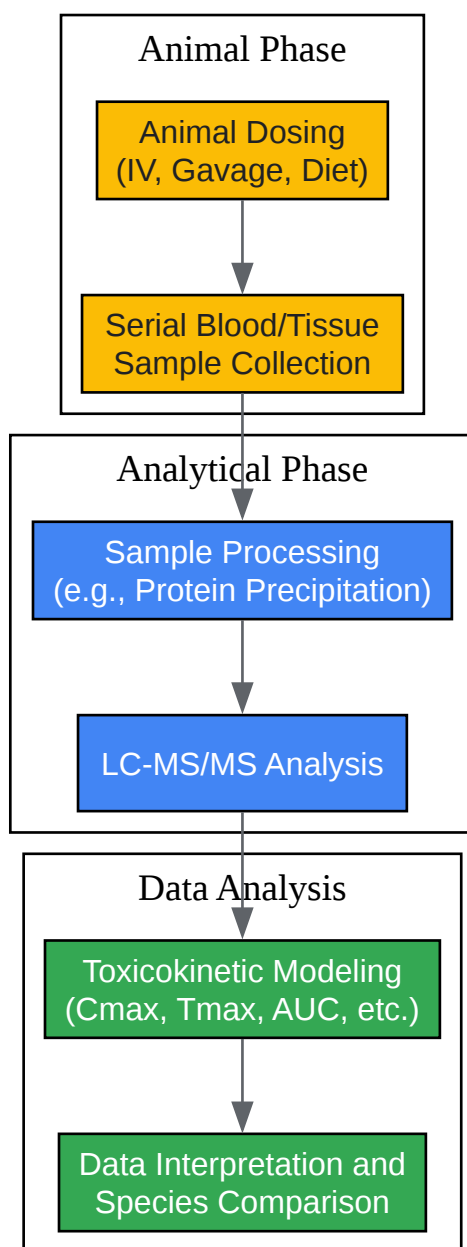 Animal Phase
Animal Dosing
(IV, Gavage, Diet)
Serial Blood/Tissue
Sample Collection
Analytical Phase
Sample Processing
(e.g., Protein Precipitation)
LC-MS/MS Analysis
Data Analysis
Toxicokinetic Modeling
(Cmax, Tmax, AUC, etc.)
Data Interpretation and
Species Comparison